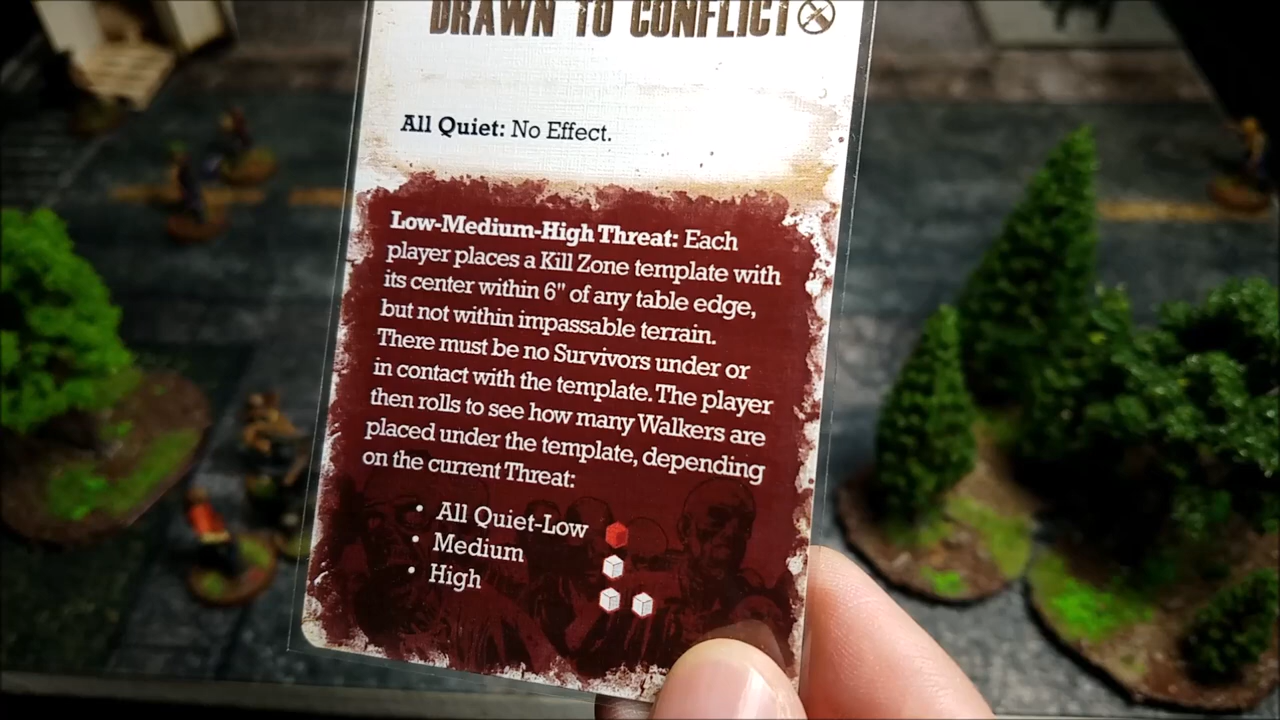 DRAWN TO CONFLICT
All Quiet: No Effect.
Low-Medium-High Threat: Each
player places a Kill Zone template with
its center within 6" of any table edge,
but not within impassable terrain.
There must be no Survivors under or
in contact with the template. The player
then rolls to see how many Walkers are
placed under the template, depending
on the current Threat:
• All Quiet-Low
• Medium
• High